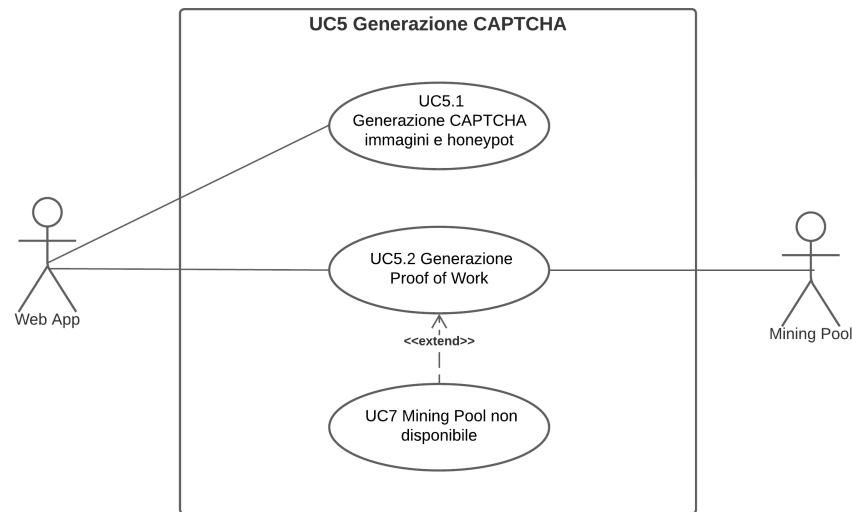 UC5 Generazione CAPTCHA
UC5.1
Generazione CAPTCHA
immagini e honeypot
UC5.2 Generazione
Proof of Work
Web App
Mining Pool
<<extend>>
UC7 Mining Pool non
disponibile